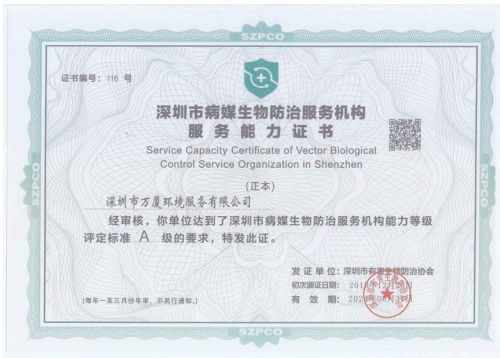 SZPCO
证书编号：116 号
深圳市病媒生物防治服务机构
服务能力证书
Service Capacity Certificate of Vector Biological
Control Service Organization in Shenzhen
（正本）
深圳市万厦环境服务有限公司
经审核，你单位达到了深圳市病媒生物防治服务机构能力等级
评定标准 A 级的要求，特发此证。
发证单位：深圳市有害生物防治协会
初次颁证日期：
有效期：
（每年一至三月份年审，不另行通知。）
SZPCO
SZPCO
SZPCO